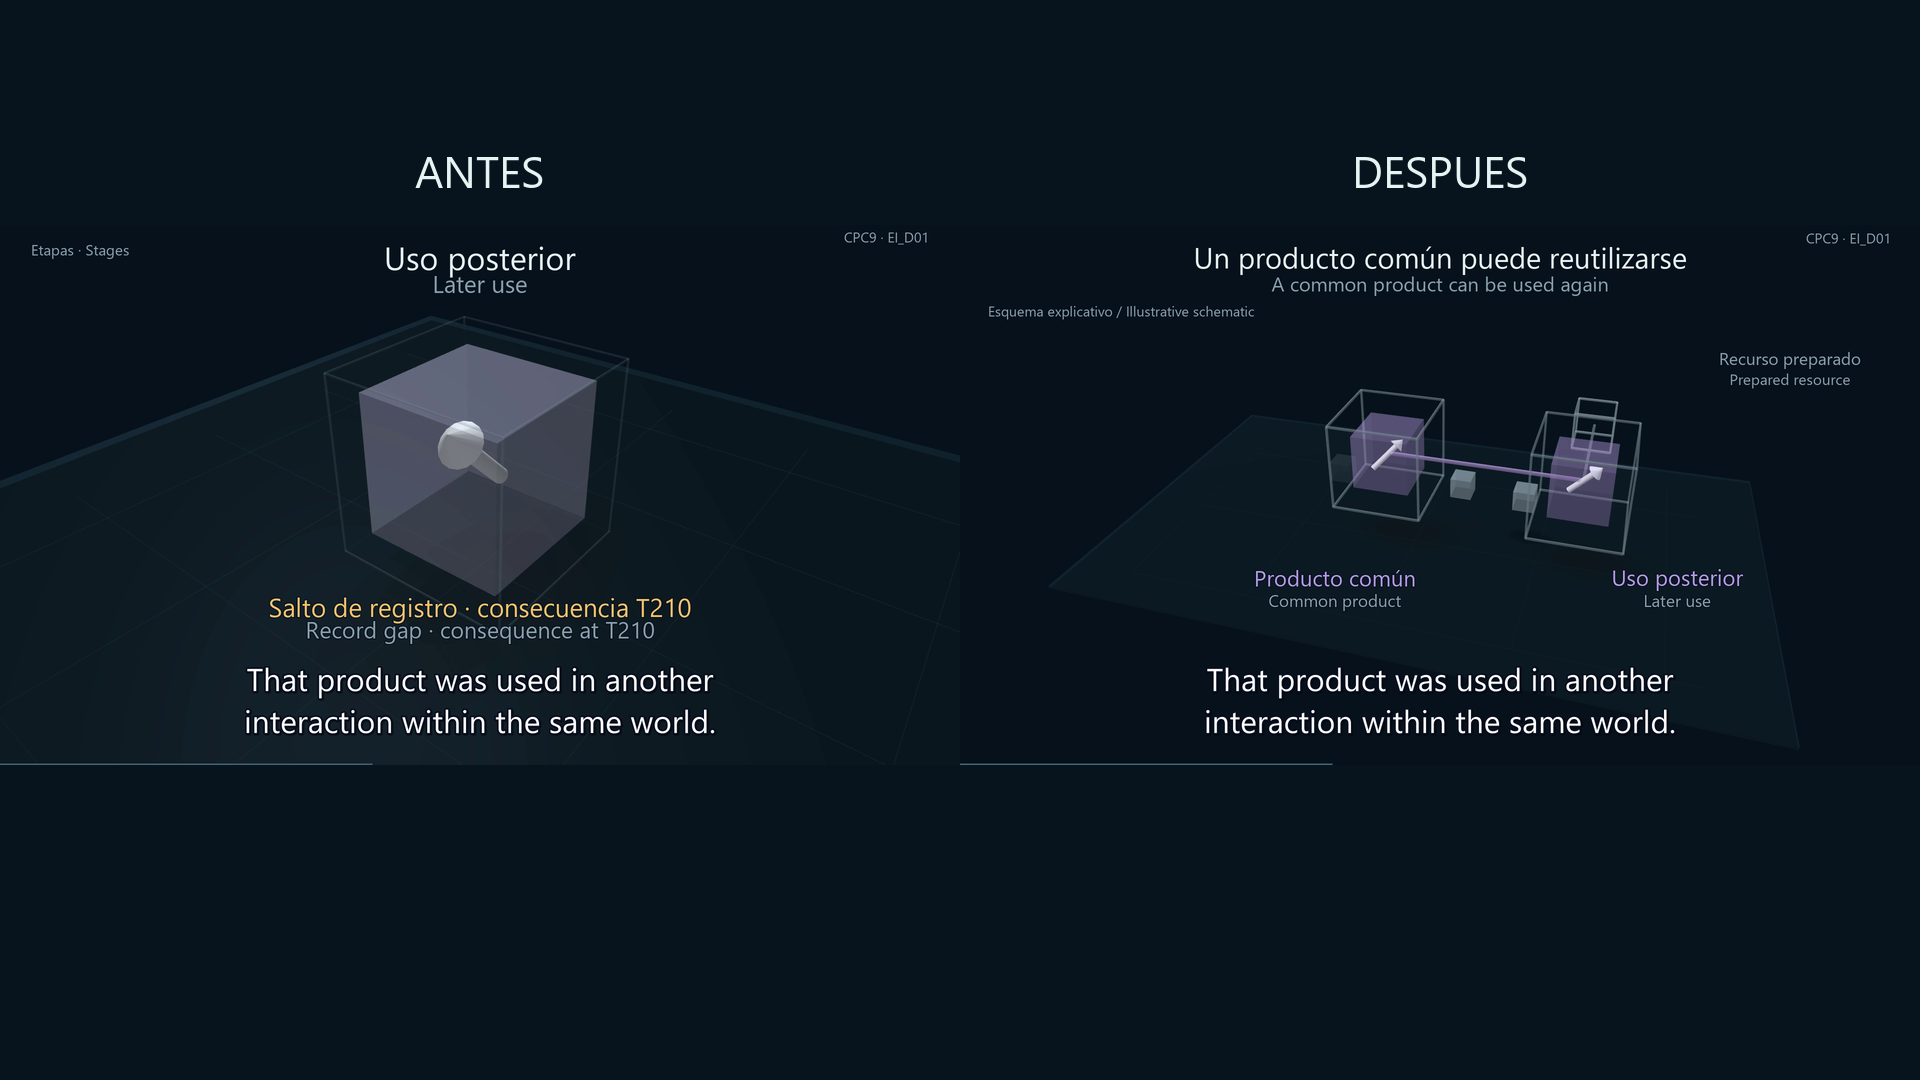 ANTES
Etapas · Stages
CPC9 · EI_D01
Uso posterior
Later use
Salto de registro · consecuencia T210
Record gap · consequence at T210
That product was used in another
interaction within the same world.
DESPUES
CPC9 · EI_D01
Un producto común puede reutilizarse
A common product can be used again
Esquema explicativo / Illustrative schematic
Recurso preparado
Prepared resource
Producto común
Common product
Uso posterior
Later use
That product was used in another
interaction within the same world.